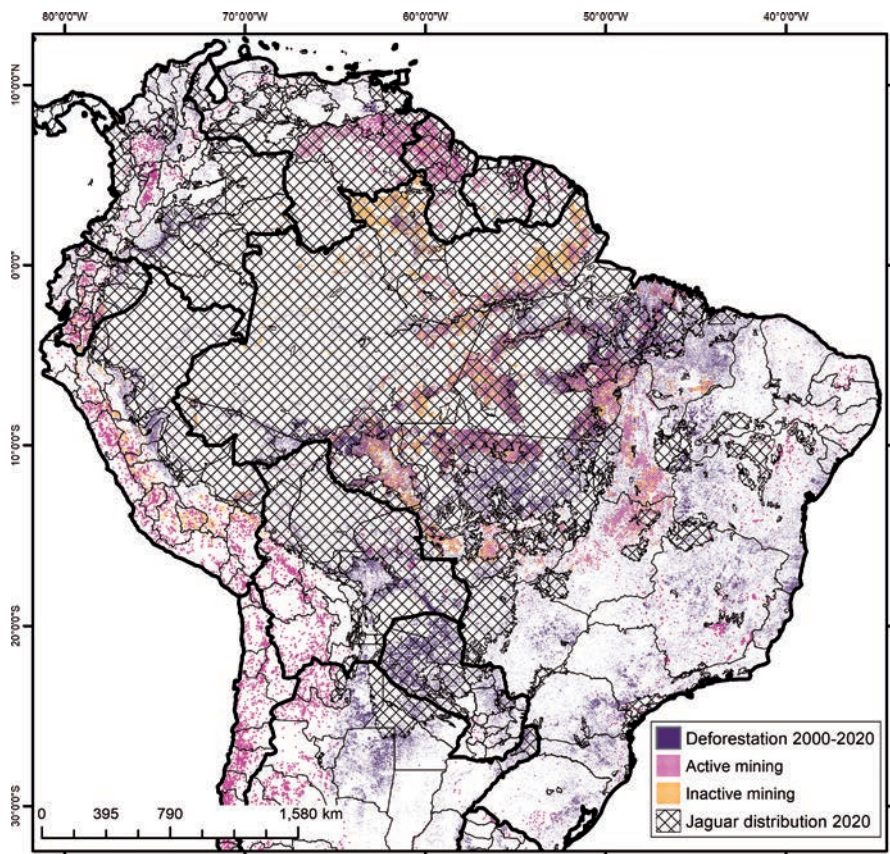 80°0'0"W 70°0'0"W 60°0'0"W 50°0'0"W 40°0'0"W
10°0'0"N
0°0'0"
10°0'0"S
20°0'0"S
30°0'0"S
Deforestation 2000-2020
Active mining
Inactive mining
Jaguar distribution 2020
0 395 790 1,580 km